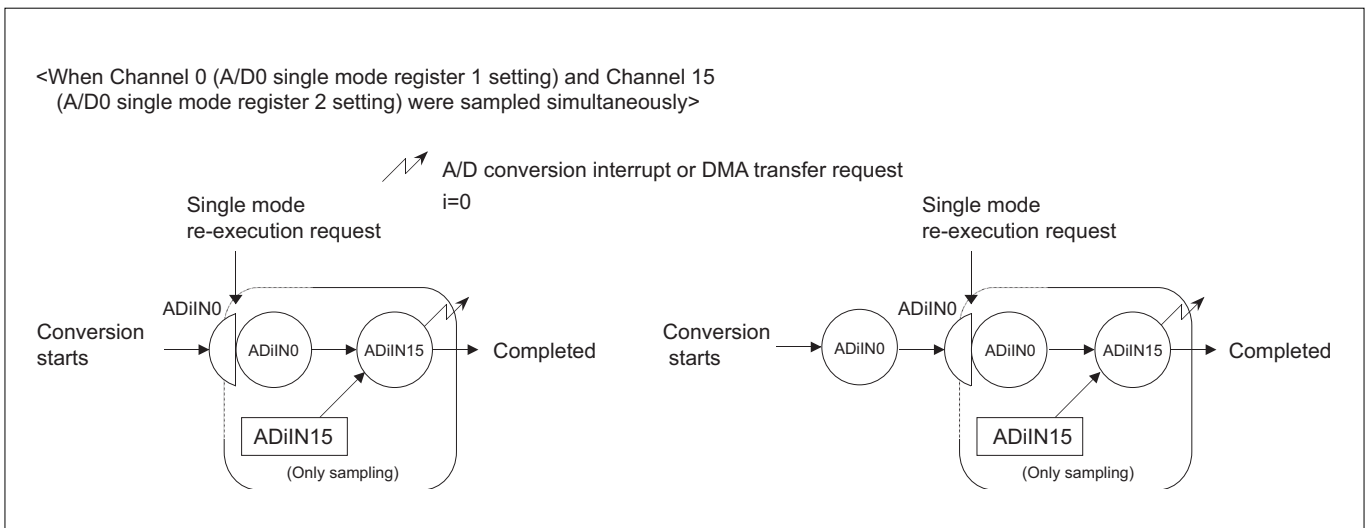 <When Channel 0 (A/D0 single mode register 1 setting) and Channel 15
(A/D0 single mode register 2 setting) were sampled simultaneously>
A/D conversion interrupt or DMA transfer request
i=0
Single mode
re-execution request
ADiIN0
Conversion
starts
ADiIN0
ADiIN15
Completed
ADiIN15
(Only sampling)
Single mode
re-execution request
ADiIN0
Conversion
starts
ADiIN0
ADiIN0
ADiIN15
Completed
ADiIN15
(Only sampling)